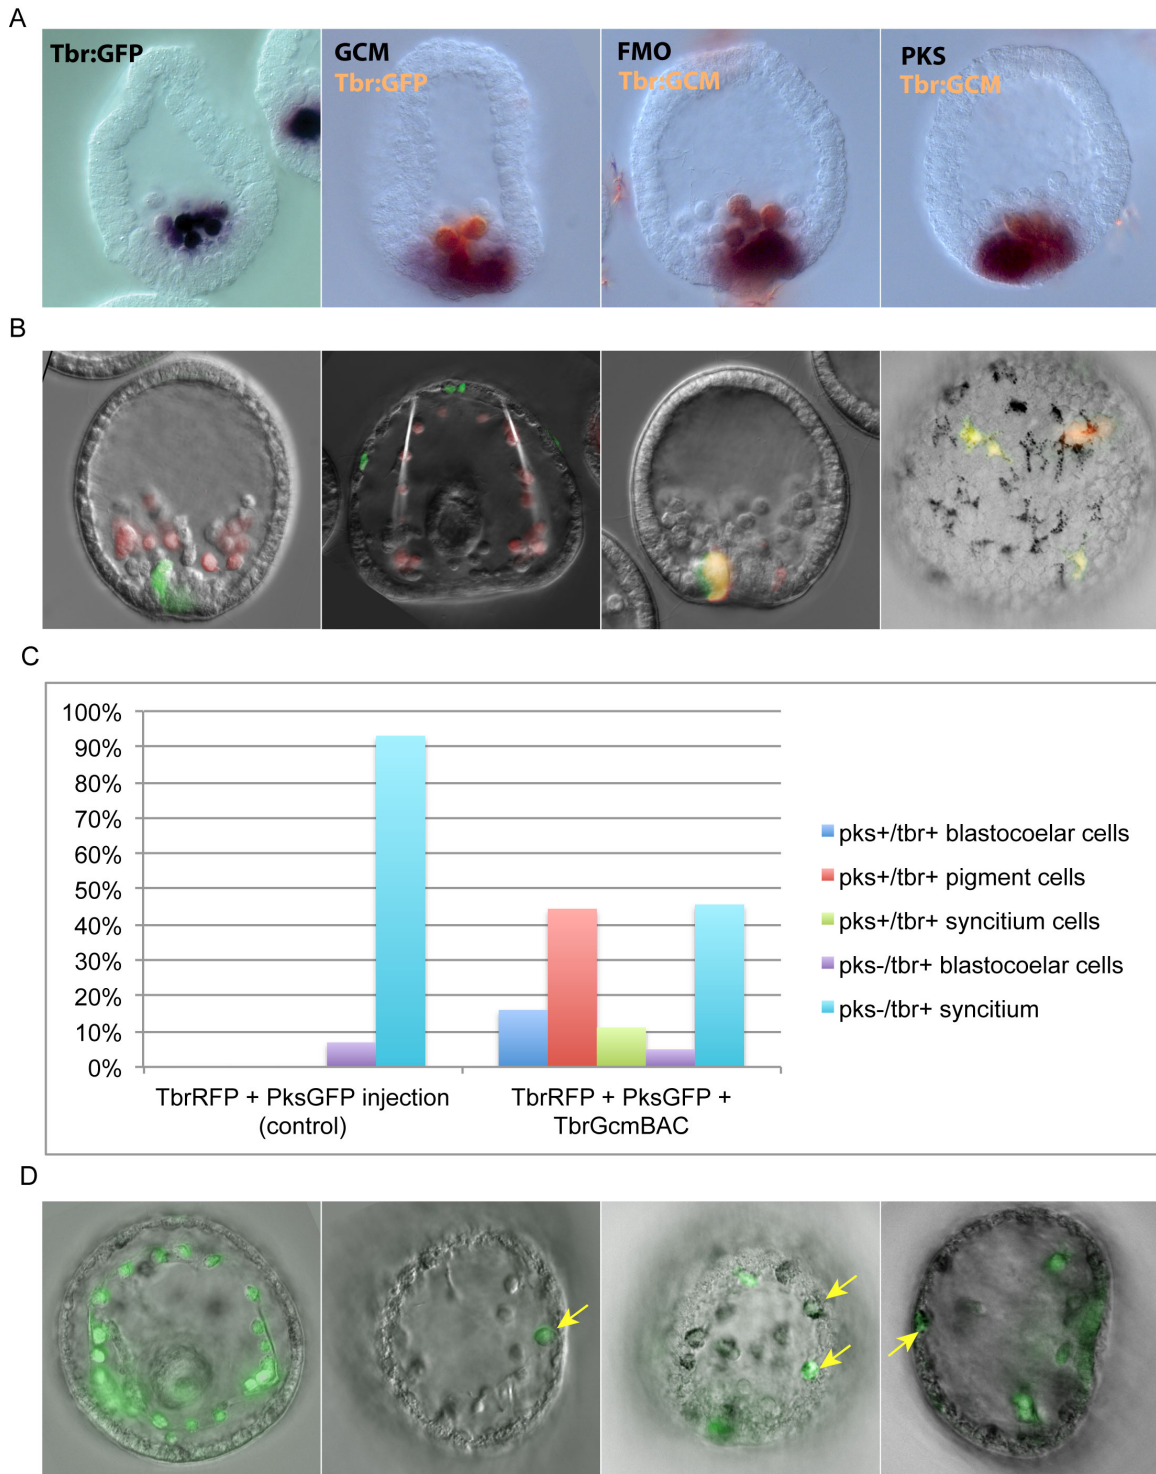 A
Tbr:GFP
GCM
Tbr:GFP
FMO
Tbr:GCM
PKS
Tbr:GCM
B
C
100%
90%
80%
70%
60%
50%
40%
30%
20%
10%
0%
TbrRFP + PksGFP injection
(control)
TbrRFP + PksGFP +
TbrGcmBAC
pks+/tbr+ blastocoelar cells
pks+/tbr+ pigment cells
pks+/tbr+ syncitium cells
pks-/tbr+ blastocoelar cells
pks-/tbr+ syncitium
D